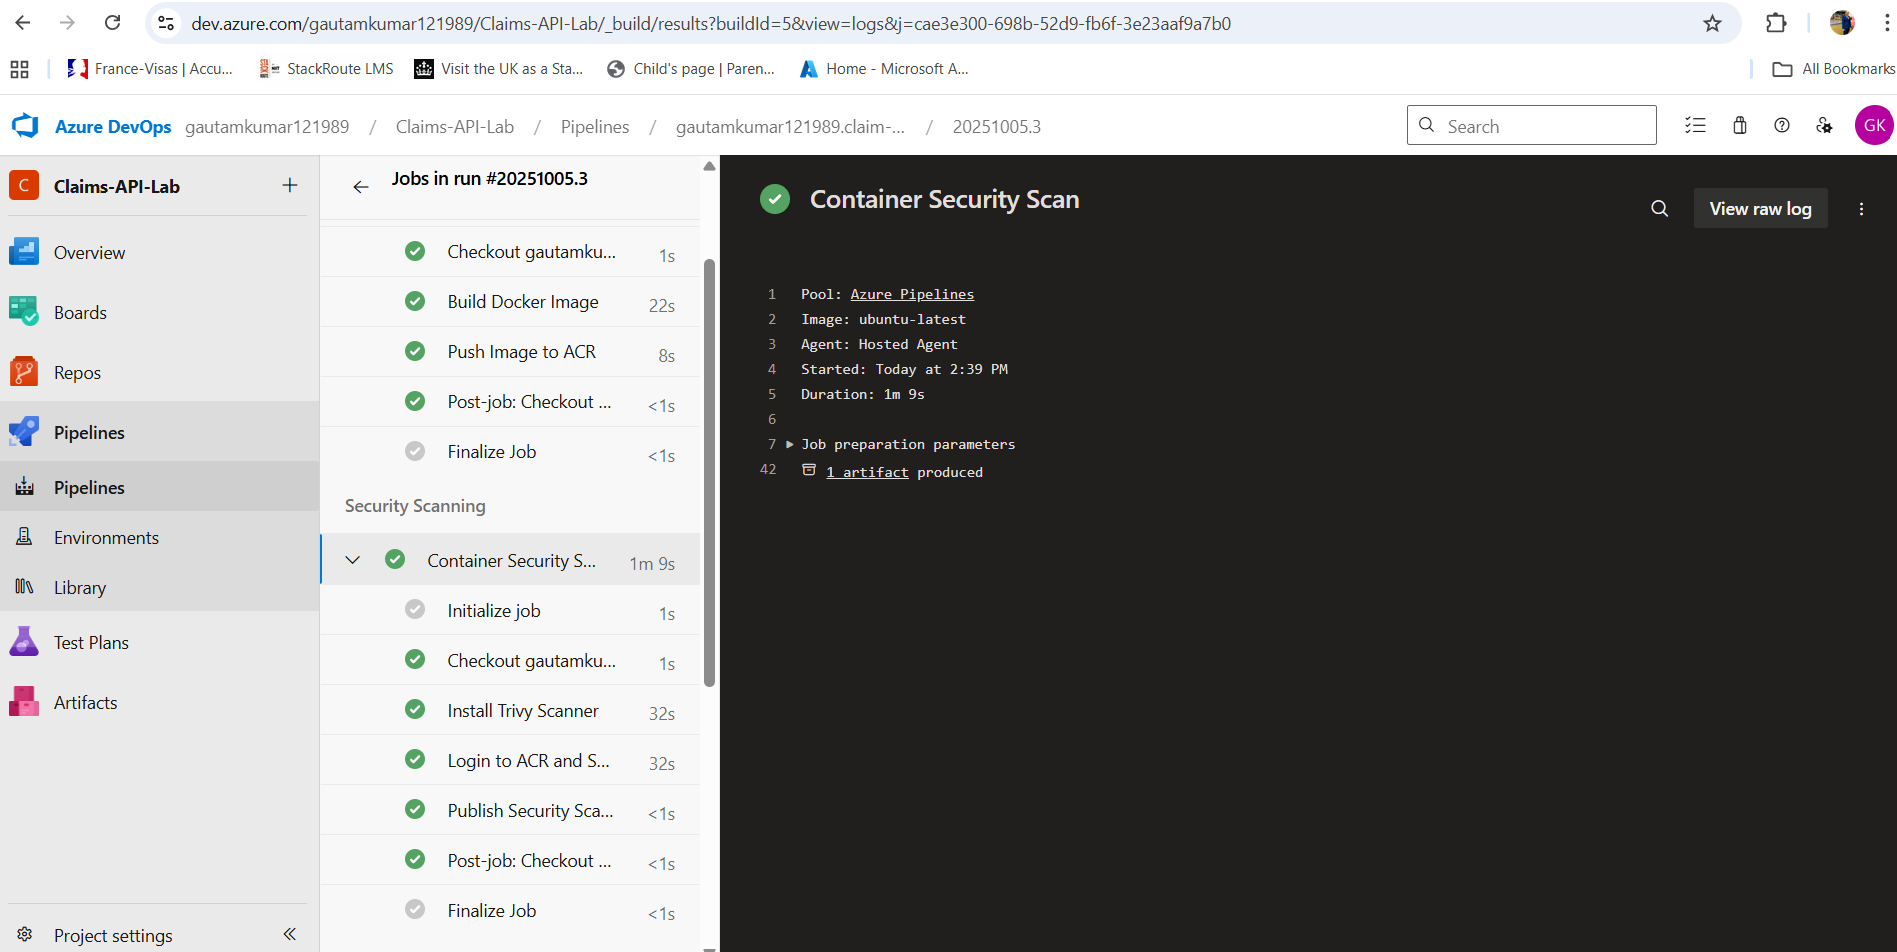 dev.azure.com/gautamkumar121989/Claims-API-Lab/_build/results?buildId=5&view=logs&j=cae3e300-698b-52d9-fb6f-3e23aaf9a7b0
France-Visas | Accu...
StackRoute LMS
Visit the UK as a Sta...
Child's page | Paren...
Home - Microsoft A...
All Bookmarks
Azure DevOps
gautamkumar121989 / Claims-API-Lab / Pipelines / gautamkumar121989.claim-... / 20251005.3
Search
GK
C
Claims-API-Lab
Overview
Boards
Repos
Pipelines
Pipelines
Environments
Library
Test Plans
Artifacts
Project settings
Jobs in run #20251005.3
Checkout gautamku... 1s
Build Docker Image 22s
Push Image to ACR 8s
Post-job: Checkout ... <1s
Finalize Job <1s
Security Scanning
Container Security S... 1m 9s
Initialize job 1s
Checkout gautamku... 1s
Install Trivy Scanner 32s
Login to ACR and S... 32s
Publish Security Sca... <1s
Post-job: Checkout ... <1s
Finalize Job <1s
Container Security Scan
View raw log
1 Pool: Azure Pipelines
2 Image: ubuntu-latest
3 Agent: Hosted Agent
4 Started: Today at 2:39 PM
5 Duration: 1m 9s
6
7 Job preparation parameters
42 1 artifact produced